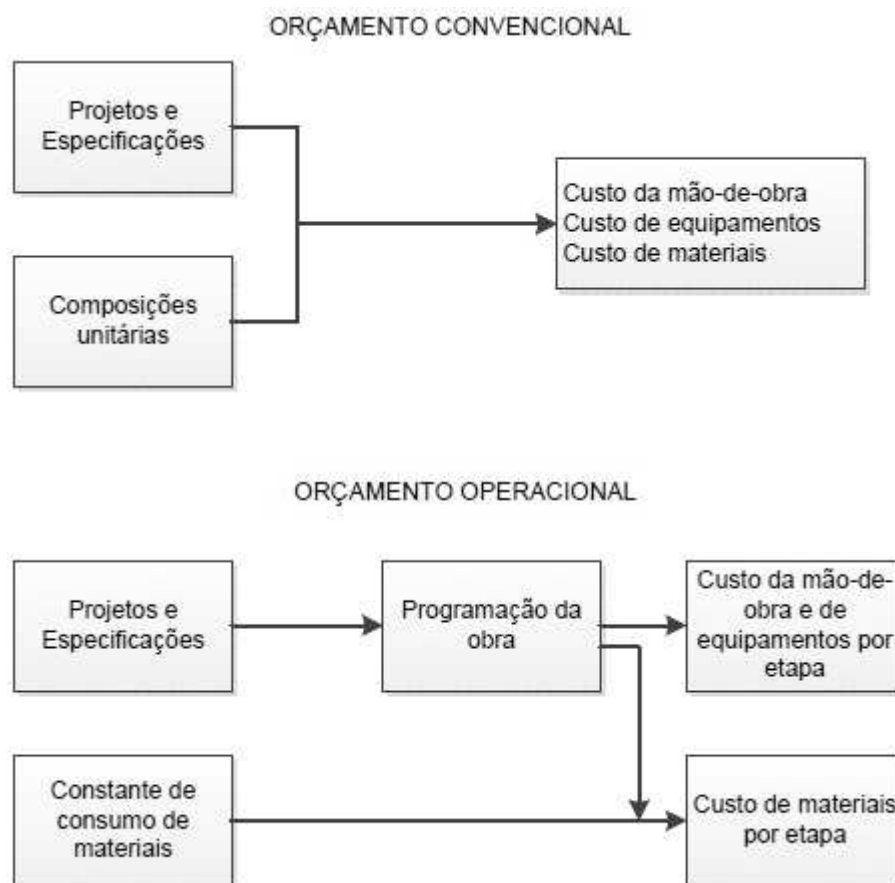 ORÇAMENTO CONVENCIONAL
Projetos e
Especificações
Custo da mão-de-obra
Custo de equipamentos
Custo de materiais
Composições
unitárias
ORÇAMENTO OPERACIONAL
Projetos e
Especificações
Programação da
obra
Custo da mão-de-
obra e de
equipamentos por
etapa
Constante de
consumo de
materiais
Custo de materiais
por etapa